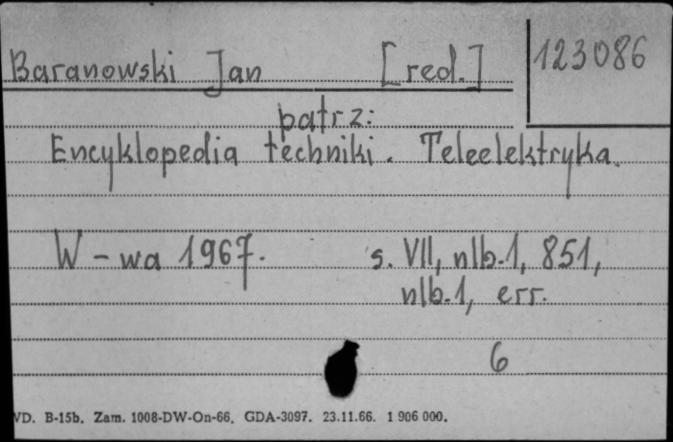 Baranowski Jan [red.] 123086
patrz:
Encyklopedia techniki. Teleelektryka.
W-wa 1967. s. VII, nlb.1, 851,
nlb.1, err.
6
VD. B-15b. Zam. 1008-DW-On-66. GDA-3097. 23.11.66. 1 906 000.